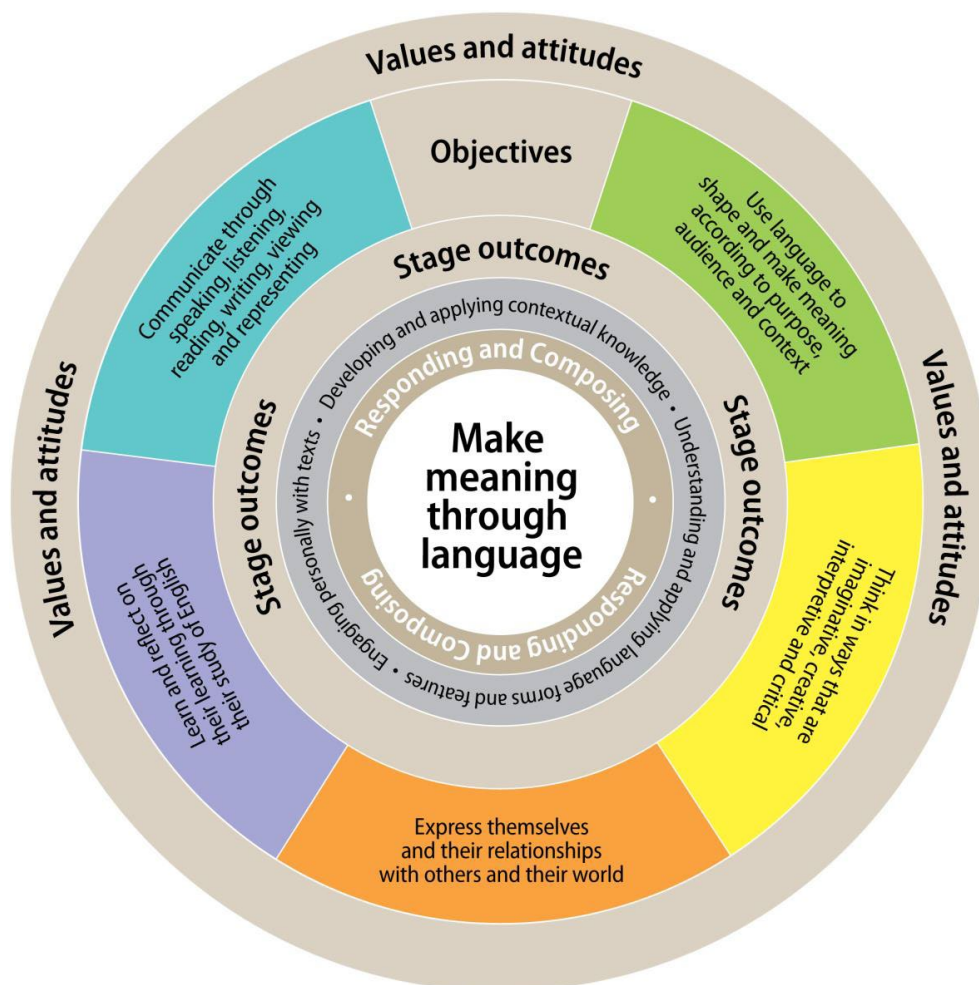 Values and attitudes
Values and attitudes
Values and attitudes
Objectives
Communicate through
speaking, listening,
reading, writing, viewing
and representing
Use language to
shape and make meaning
according to purpose,
audience and context
Think in ways that are
imaginative, creative,
interpretive and critical
Express themselves
and their relationships
with others and their world
Learn and reflect on
their learning through
their study of English
Stage outcomes
Stage outcomes
Stage outcomes
Engaging personally with texts • Developing and applying contextual knowledge • Understanding and applying language forms and features •
Responding and Composing •
Responding and Composing •
Make
meaning
through
language